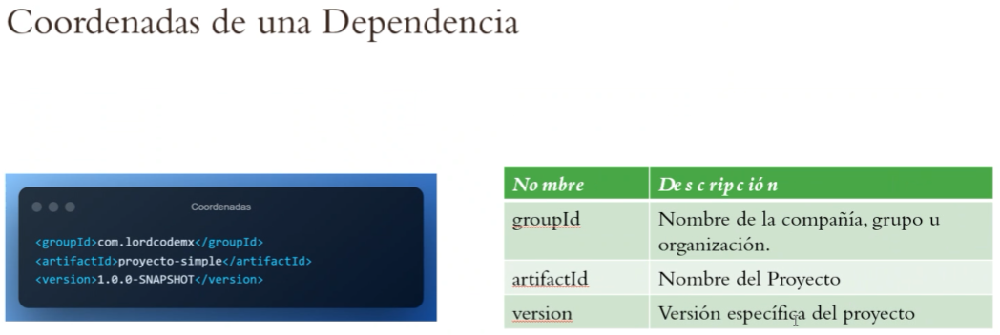 Coordenadas de una Dependencia
Coordenadas
<groupId>com.lordcodemx</groupId>
<artifactId>proyecto-simple</artifactId>
<version>1.0.0-SNAPSHOT</version>
Nombre Descripción
groupId Nombre de la compañía, grupo u
organización.
artifactId Nombre del Proyecto
version Versión específica del proyecto